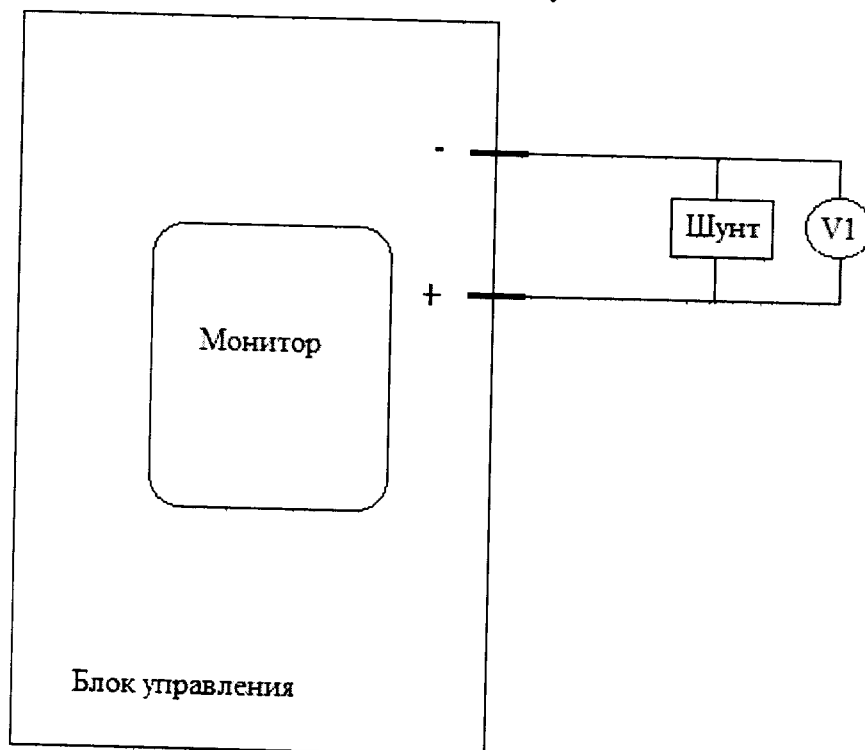 -
Шунт
V1
+
Монитор
Блок управления